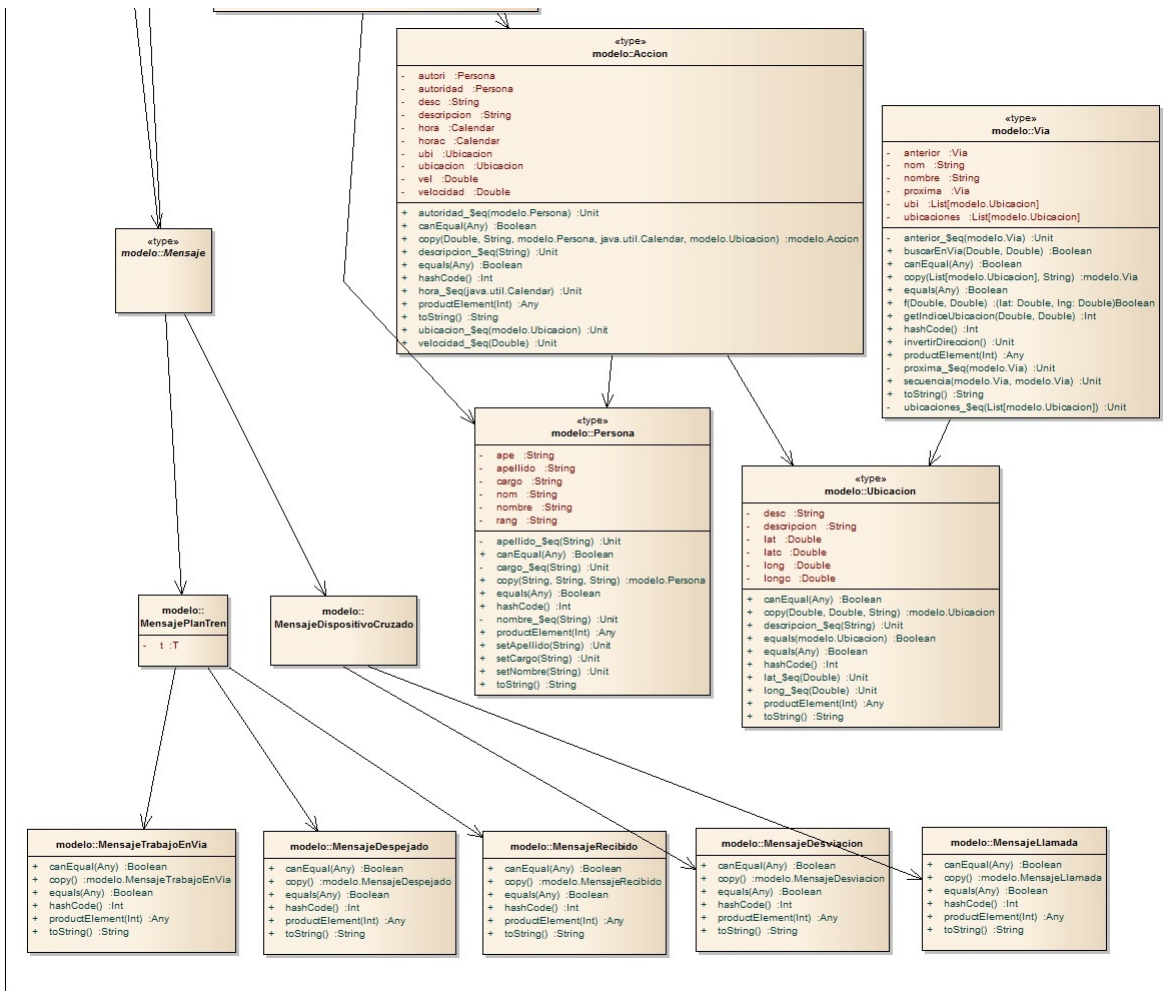 «type»
modelo::Accion
- autori :Persona
- autoridad :Persona
- desc :String
- descripcion :String
- hora :Calendar
- horac :Calendar
- ubi :Ubicacion
- ubicacion :Ubicacion
- vel :Double
- velocidad :Double
+ autoridad_$eq(modelo.Persona) :Unit
+ canEqual(Any) :Boolean
+ copy(Double, String, modelo.Persona, java.util.Calendar, modelo.Ubicacion) :modelo.Accion
+ descripcion_$eq(String) :Unit
+ equals(Any) :Boolean
+ hashCode() :Int
+ hora_$eq(java.util.Calendar) :Unit
+ productElement(Int) :Any
+ toString() :String
+ ubicacion_$eq(modelo.Ubicacion) :Unit
+ velocidad_$eq(Double) :Unit
«type»
modelo::Via
- anterior :Via
- nom :String
- nombre :String
- proxima :Via
- ubi :List[modelo.Ubicacion]
- ubicaciones :List[modelo.Ubicacion]
- anterior_$eq(modelo.Via) :Unit
+ buscarEnVia(Double, Double) :Boolean
+ canEqual(Any) :Boolean
+ copy(List[modelo.Ubicacion], String) :modelo.Via
+ equals(Any) :Boolean
+ f(Double, Double) :(lat: Double, lng: Double)Boolean
+ getIndiceUbicacion(Double, Double) :Int
+ hashCode() :Int
+ invertirDireccion() :Unit
+ productElement(Int) :Any
- proxima_$eq(modelo.Via) :Unit
+ secuencia(modelo.Via, modelo.Via) :Unit
+ toString() :String
- ubicaciones_$eq(List[modelo.Ubicacion]) :Unit
«type»
modelo::Mensaje
«type»
modelo::Persona
- ape :String
- apellido :String
- cargo :String
- nom :String
- nombre :String
- rang :String
- apellido_$eq(String) :Unit
+ canEqual(Any) :Boolean
- cargo_$eq(String) :Unit
+ copy(String, String, String) :modelo.Persona
+ equals(Any) :Boolean
+ hashCode() :Int
- nombre_$eq(String) :Unit
+ productElement(Int) :Any
+ setApellido(String) :Unit
+ setCargo(String) :Unit
+ setNombre(String) :Unit
+ toString() :String
«type»
modelo::Ubicacion
- desc :String
- descripcion :String
- lat :Double
- latc :Double
- long :Double
- longc :Double
+ canEqual(Any) :Boolean
+ copy(Double, Double, String) :modelo.Ubicacion
+ descripcion_$eq(String) :Unit
+ equals(modelo.Ubicacion) :Boolean
+ equals(Any) :Boolean
+ hashCode() :Int
+ lat_$eq(Double) :Unit
+ long_$eq(Double) :Unit
+ productElement(Int) :Any
+ toString() :String
modelo::
MensajePlanTren
- t :T
modelo::
MensajeDispositivoCruzado
modelo::MensajeTrabajoEnVia
+ canEqual(Any) :Boolean
+ copy() :modelo.MensajeTrabajoEnVia
+ equals(Any) :Boolean
+ hashCode() :Int
+ productElement(Int) :Any
+ toString() :String
modelo::MensajeDespejado
+ canEqual(Any) :Boolean
+ copy() :modelo.MensajeDespejado
+ equals(Any) :Boolean
+ hashCode() :Int
+ productElement(Int) :Any
+ toString() :String
modelo::MensajeRecibido
+ canEqual(Any) :Boolean
+ copy() :modelo.MensajeRecibido
+ equals(Any) :Boolean
+ hashCode() :Int
+ productElement(Int) :Any
+ toString() :String
modelo::MensajeDesviacion
+ canEqual(Any) :Boolean
+ copy() :modelo.MensajeDesviacion
+ equals(Any) :Boolean
+ hashCode() :Int
+ productElement(Int) :Any
+ toString() :String
modelo::MensajeLlamada
+ canEqual(Any) :Boolean
+ copy() :modelo.MensajeLlamada
+ equals(Any) :Boolean
+ hashCode() :Int
+ productElement(Int) :Any
+ toString() :String